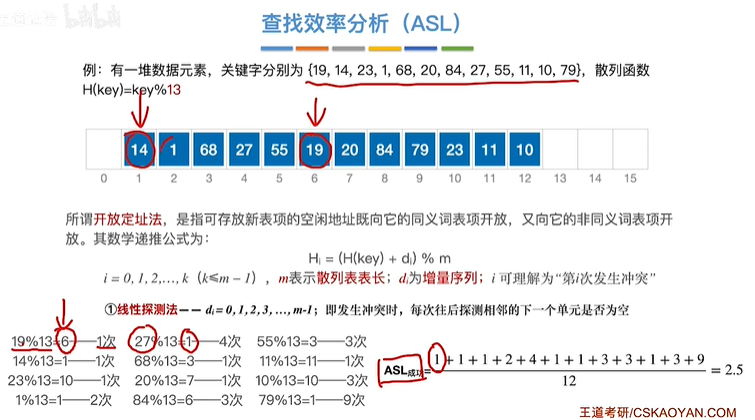 查找效率分析（ASL）
例：有一堆数据元素，关键字分别为 {19, 14, 23, 1, 68, 20, 84, 27, 55, 11, 10, 79}，散列函数
H(key)=key%13
14 1 68 27 55 19 20 84 79 23 11 10
0 1 2 3 4 5 6 7 8 9 10 11 12 13 14 15
所谓开放定址法，是指可存放新表项的空闲地址既向它的同义词表项开放，又向它的非同义词表项开
放。其数学递推公式为：
Hᵢ = (H(key) + dᵢ) % m
i = 0, 1, 2,…, k（k≤m－1），m表示散列表表长；dᵢ为增量序列；i 可理解为“第i次发生冲突”
①线性探测法—— dᵢ = 0, 1, 2, 3, …, m-1；即发生冲突时，每次往后探测相邻的下一个单元是否为空
19%13=6——1次 27%13=1——4次 55%13=3——3次
14%13=1——1次 68%13=3——1次 11%13=11——1次
23%13=10——1次 20%13=7——1次 10%13=10——3次
1%13=1——2次 84%13=6——3次 79%13=1——9次
ASL成功= (1+1+1+2+4+1+1+3+3+1+3+9)/12 = 2.5
王道考研/CSKAOYAN.COM